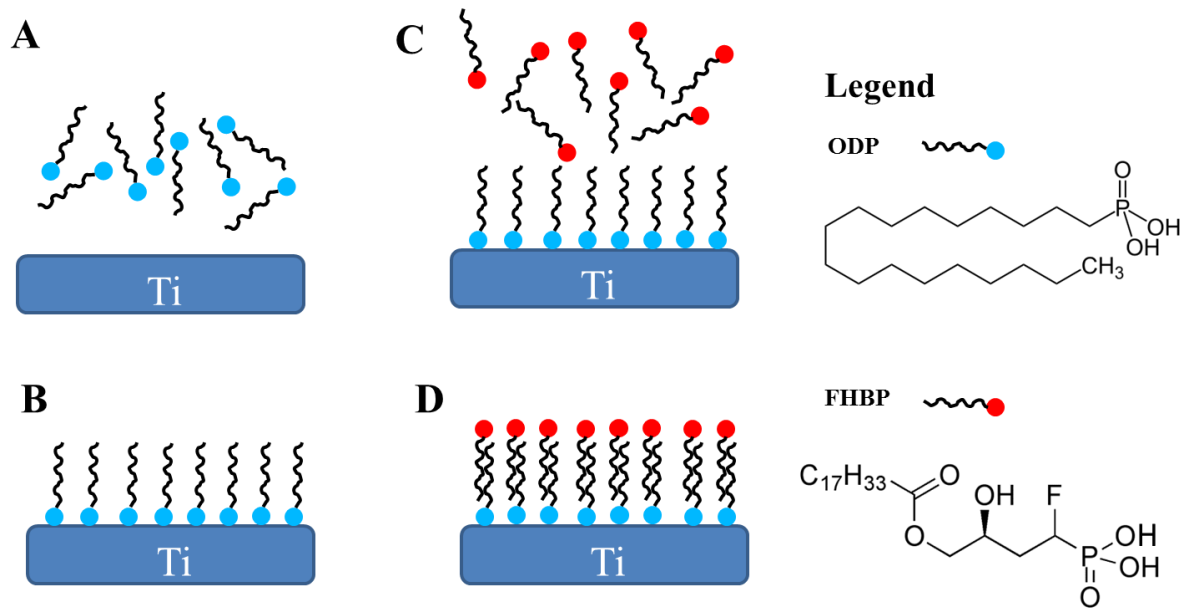 A
Ti
B
Ti
C
Ti
D
Ti
Legend
ODP
O
P
OH
OH
CH3
FHBP
C17H33
O
OH
F
O
P
OH
OH
O